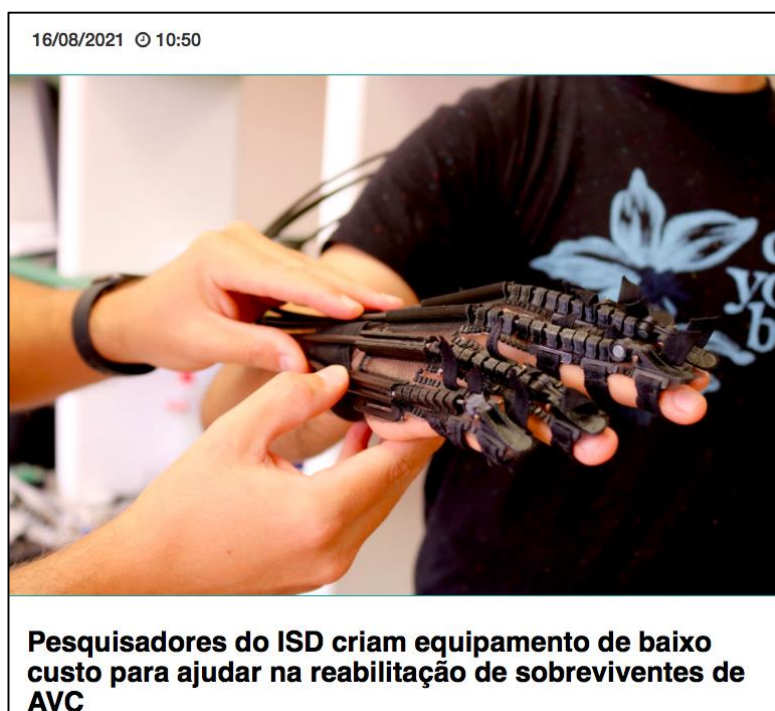 16/08/2021 10:50
yo
b
Pesquisadores do ISD criam equipamento de baixo
custo para ajudar na reabilitação de sobreviventes de
AVC